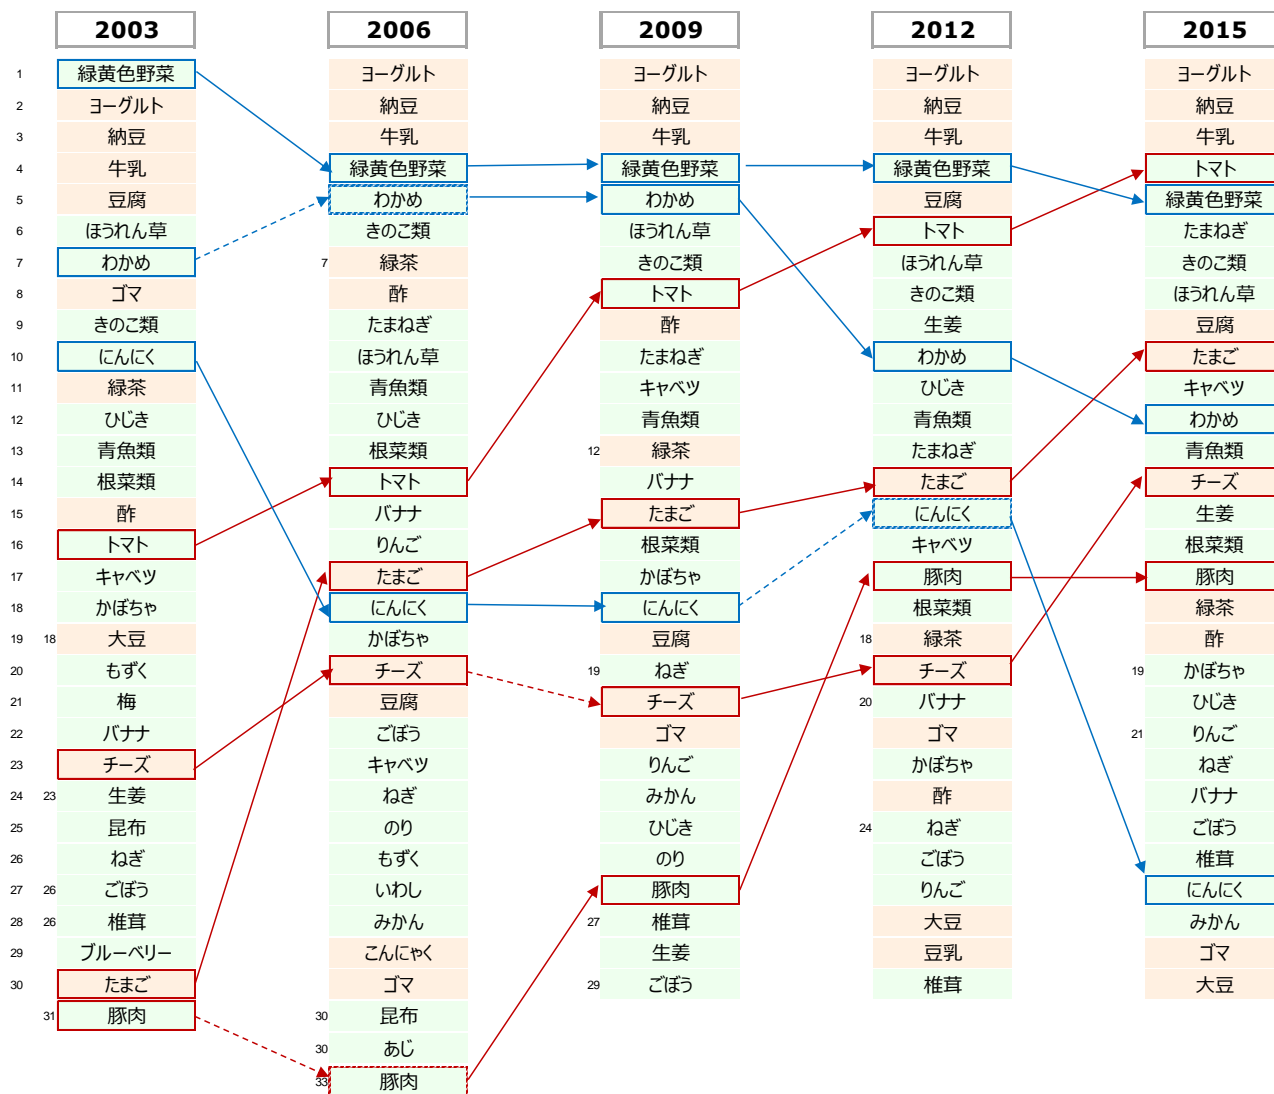 2003 2006 2009 2012 2015
1 緑黄色野菜 ヨーグルト ヨーグルト ヨーグルト ヨーグルト
2 ヨーグルト 納豆 納豆 納豆 納豆
3 納豆 牛乳 牛乳 牛乳 牛乳
4 牛乳 緑黄色野菜 緑黄色野菜 緑黄色野菜 トマト
5 豆腐 わかめ わかめ 豆腐 緑黄色野菜
6 ほうれん草 きのこ類 ほうれん草 トマト たまねぎ
7 わかめ 7 緑茶 きのこ類 ほうれん草 きのこ類
8 ゴマ 酢 トマト きのこ類 ほうれん草
9 きのこ類 たまねぎ 酢 生姜 豆腐
10 にんにく ほうれん草 たまねぎ わかめ たまご
11 緑茶 青魚類 キャベツ ひじき キャベツ
12 ひじき ひじき 青魚類 青魚類 わかめ
13 青魚類 根菜類 12 緑茶 たまねぎ 青魚類
14 根菜類 トマト バナナ たまご チーズ
15 酢 バナナ たまご にんにく 生姜
16 トマト りんご 根菜類 キャベツ 根菜類
17 キャベツ たまご かぼちゃ 豚肉 豚肉
18 かぼちゃ にんにく にんにく 根菜類 緑茶
19 18 大豆 かぼちゃ 豆腐 18 緑茶 酢
20 もずく チーズ 19 ねぎ チーズ 19 かぼちゃ
21 梅 豆腐 チーズ 20 バナナ ひじき
22 バナナ ごぼう ゴマ ゴマ 21 りんご
23 チーズ キャベツ りんご かぼちゃ ねぎ
24 23 生姜 ねぎ みかん 酢 バナナ
25 昆布 のり ひじき 24 ねぎ ごぼう
26 ねぎ もずく のり ごぼう 椎茸
27 26 ごぼう いわし 豚肉 りんご にんにく
28 26 椎茸 みかん 27 椎茸 大豆 みかん
29 ブルーベリー こんにゃく 生姜 豆乳 ゴマ
30 たまご ゴマ 29 ごぼう 椎茸 大豆
31 豚肉 30 昆布
30 あじ
33 豚肉